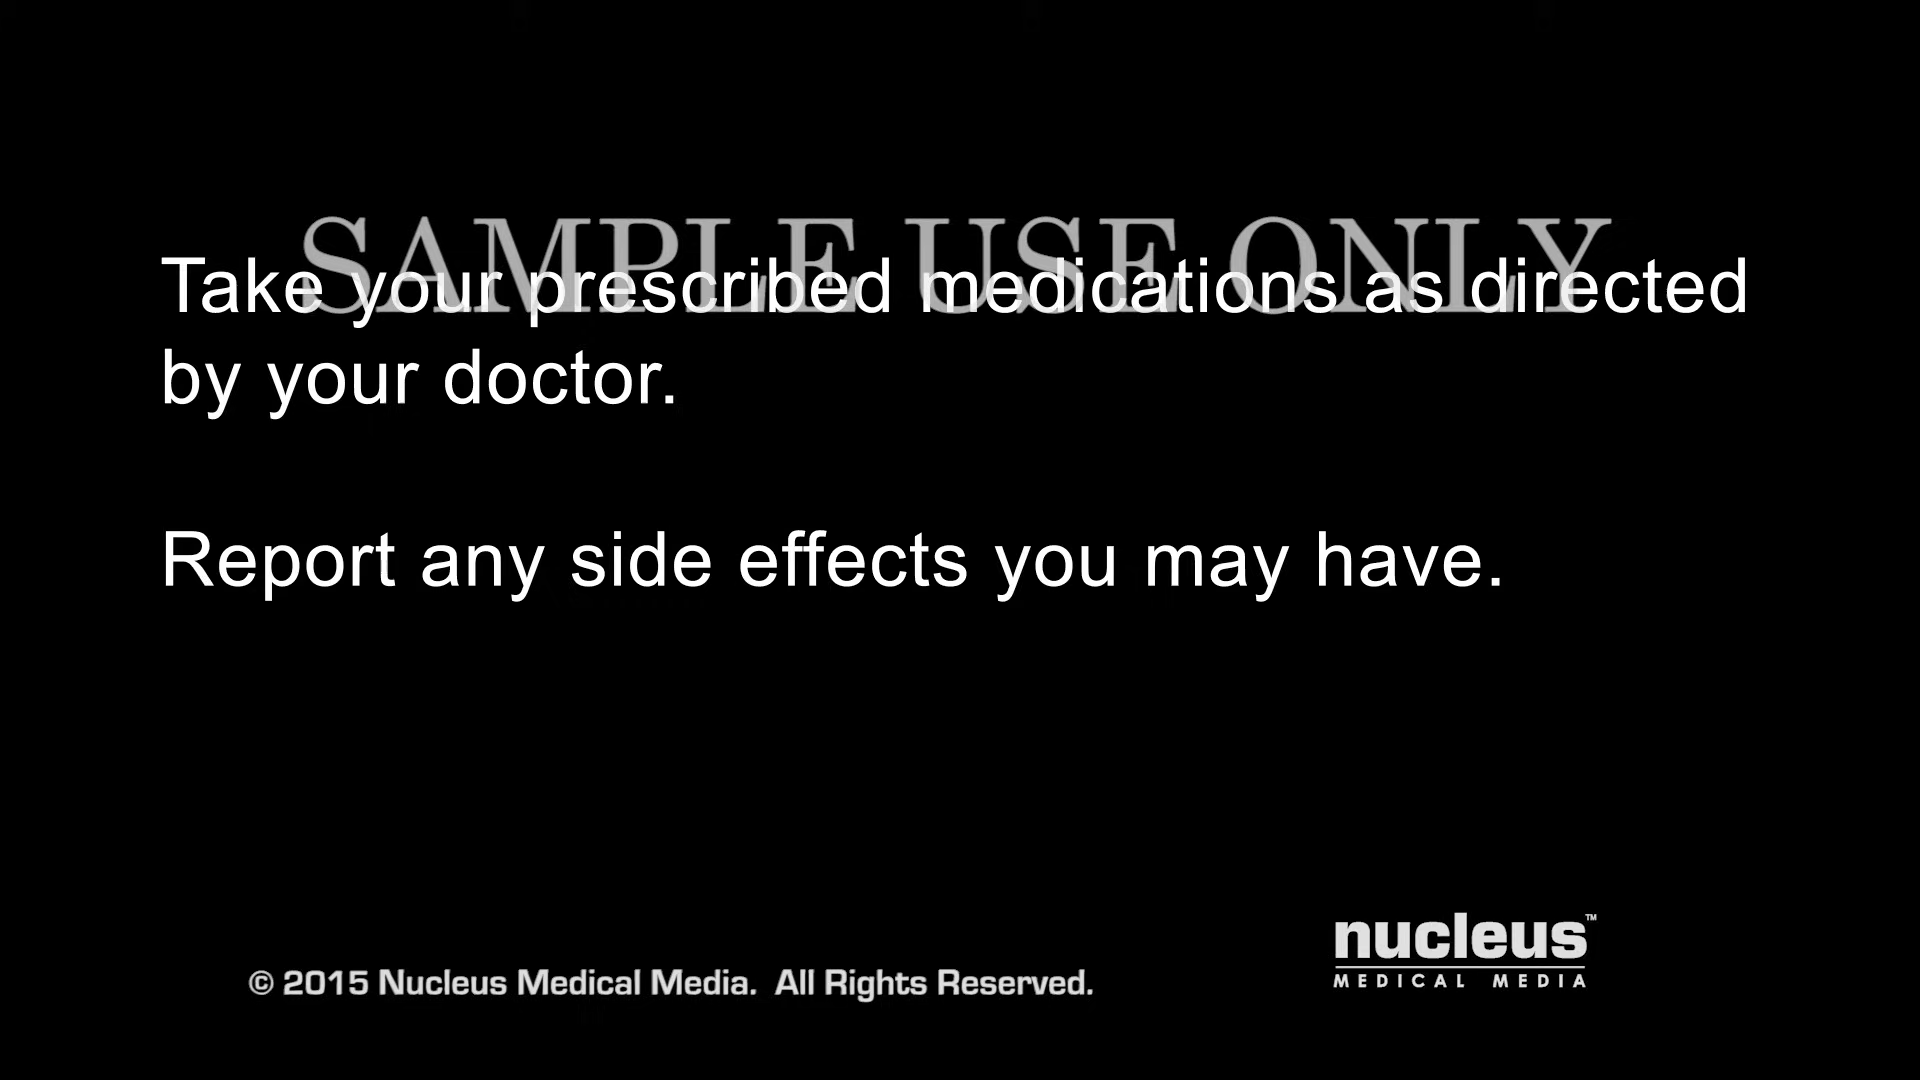 SAMPLE USE ONLY
Take your prescribed medications as directed
by your doctor.
Report any side effects you may have.
nucleus™
MEDICAL MEDIA
© 2015 Nucleus Medical Media. All Rights Reserved.